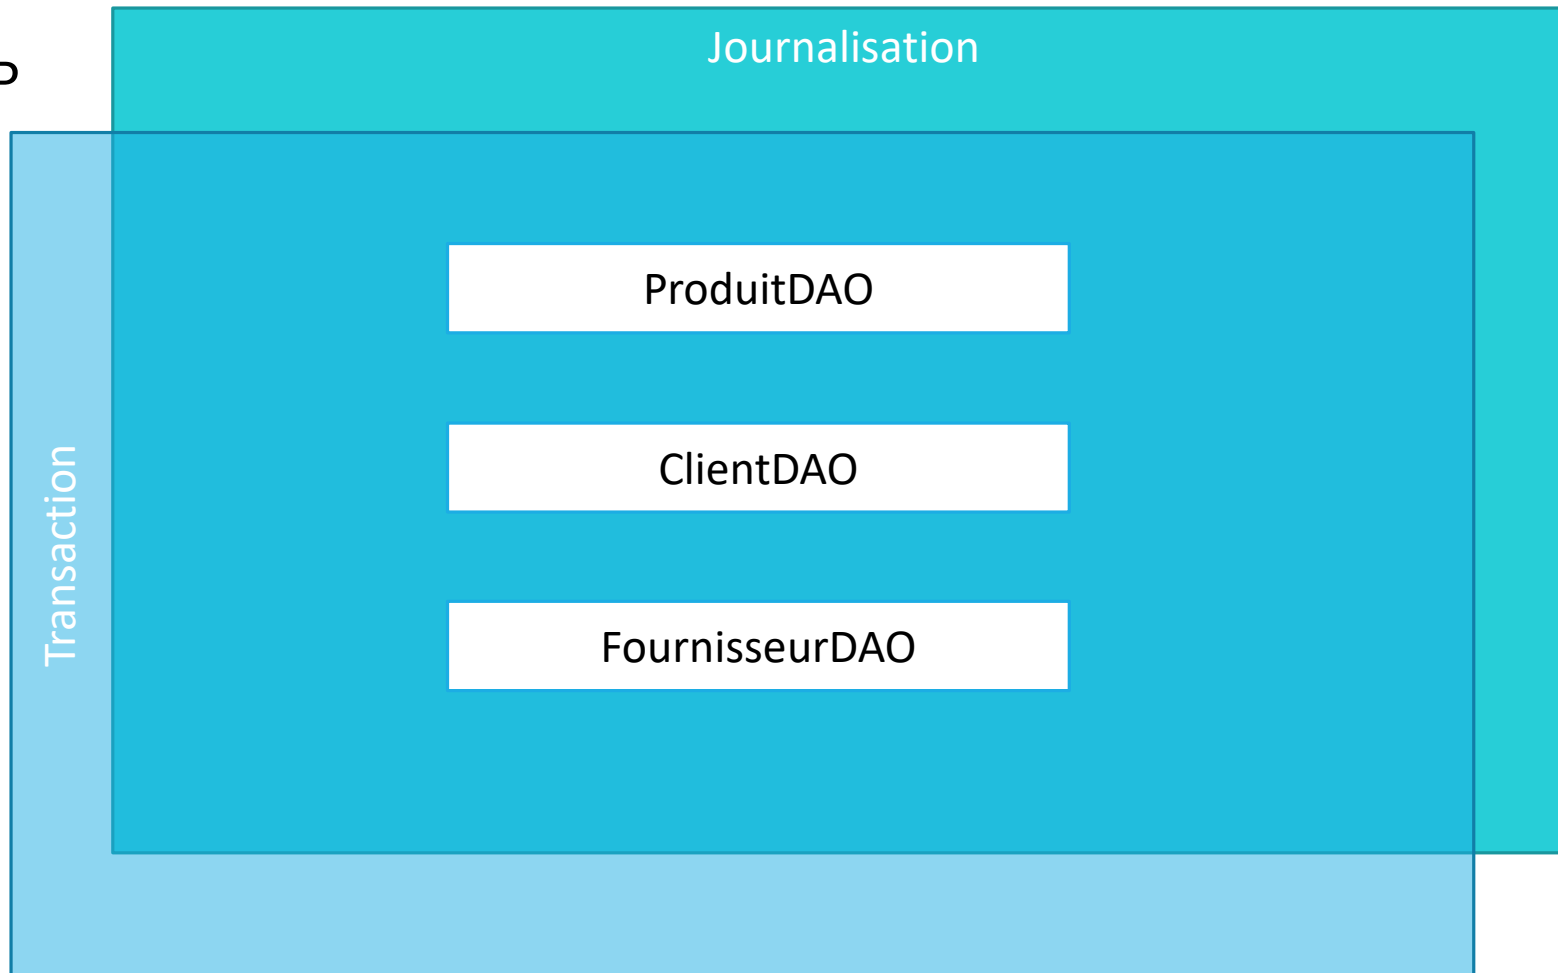 Journalisation
P
ProduitDAO
ClientDAO
FournisseurDAO
Transaction